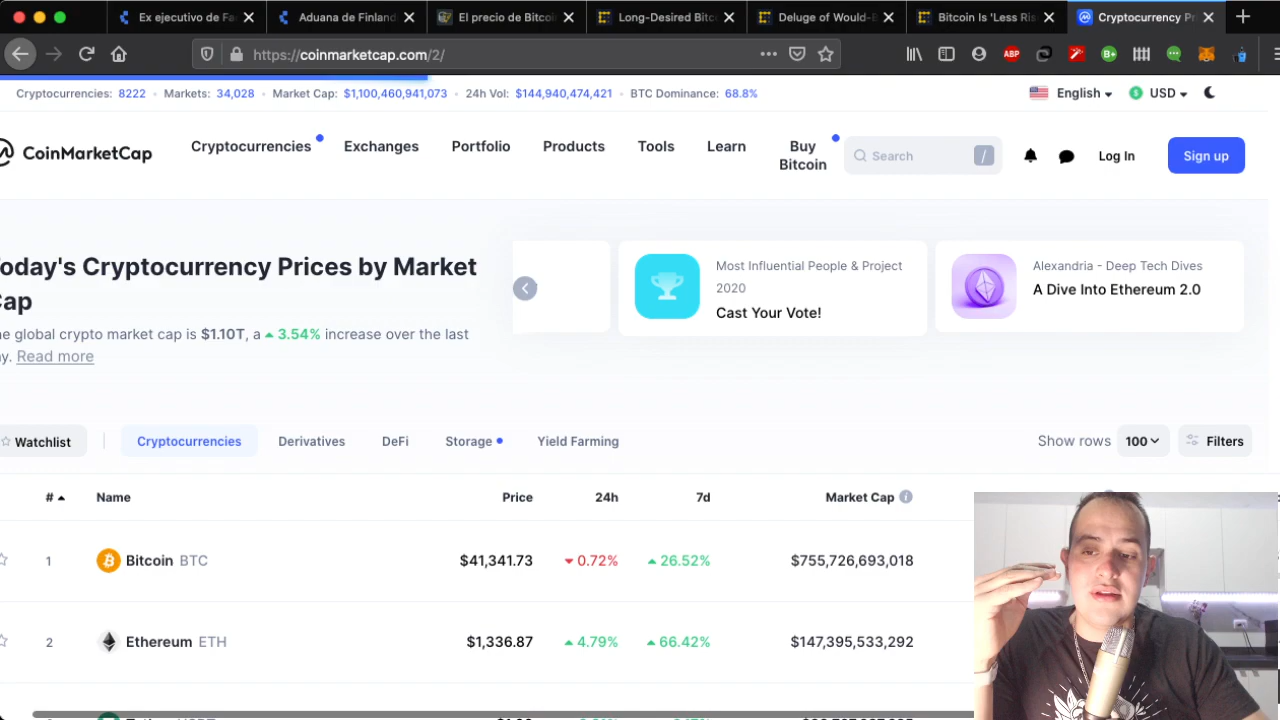 Ex ejecutivo de Fa
Aduana de Finland
El precio de Bitcoi
Long-Desired Bitc
Deluge of Would-B
Bitcoin Is 'Less Ris
Cryptocurrency Pr
https://coinmarketcap.com/2/
ABP
Cryptocurrencies: 8222 • Markets: 34,028 • Market Cap: $1,100,460,941,073 • 24h Vol: $144,940,474,421 • BTC Dominance: 68.8%
English
USD
CoinMarketCap
Cryptocurrencies
Exchanges
Portfolio
Products
Tools
Learn
Buy
Bitcoin
Search
/
Log In
Sign up
oday's Cryptocurrency Prices by Market
Cap
e global crypto market cap is $1.10T, a 3.54% increase over the last
y. Read more
Most Influential People & Project
2020
Cast Your Vote!
Alexandria - Deep Tech Dives
A Dive Into Ethereum 2.0
Watchlist
Cryptocurrencies
Derivatives
DeFi
Storage
Yield Farming
Show rows
100
Filters
# Name Price 24h 7d Market Cap
1 Bitcoin BTC $41,341.73 0.72% 26.52% $755,726,693,018
2 Ethereum ETH $1,336.87 4.79% 66.42% $147,395,533,292